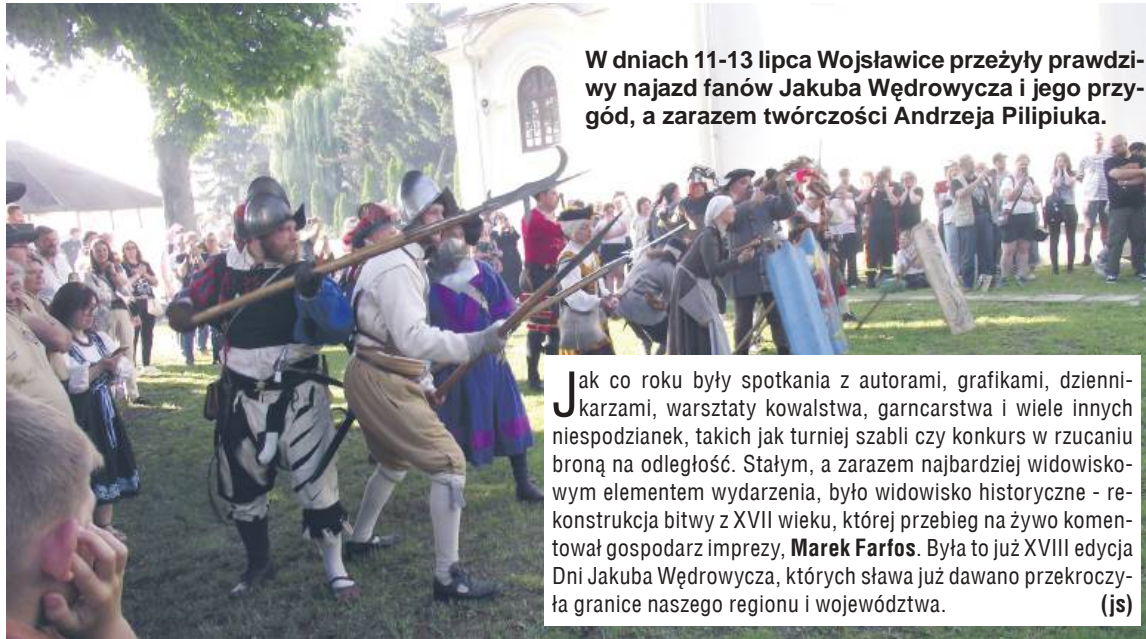 W dniach 11-13 lipca Wojsławice przeżyły prawdzi-
wy najazd fanów Jakuba Wędrowycza i jego przy-
gód, a zarazem twórczości Andrzeja Pilipiuka.
Jak co roku były spotkania z autorami, grafikami, dzienni-
karzami, warsztaty kowalstwa, garncarstwa i wiele innych
niespodzianek, takich jak turniej szabli czy konkurs w rzucaniu
broną na odległość. Stałym, a zarazem najbardziej widowisko-
wym elementem wydarzenia, było widowisko historyczne - re-
konstrukcja bitwy z XVII wieku, której przebieg na żywo komen-
tował gospodarz imprezy, Marek Farfos. Była to już XVIII edycja
Dni Jakuba Wędrowycza, których sława już dawano przekroczy-
ła granice naszego regionu i województwa. (js)